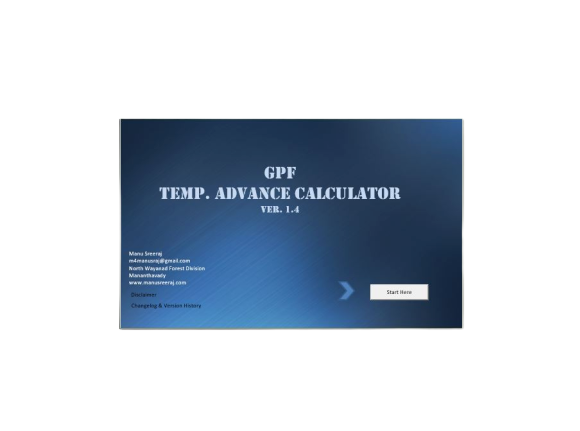 GPF
TEMP. ADVANCE CALCULATOR
VER. 1.4
Manu Sreeraj
m4manusraj@gmail.com
North Wayanad Forest Division
Mananthavady
www.manusreeraj.com
Disclaimer
Changelog & Version History
Start Here